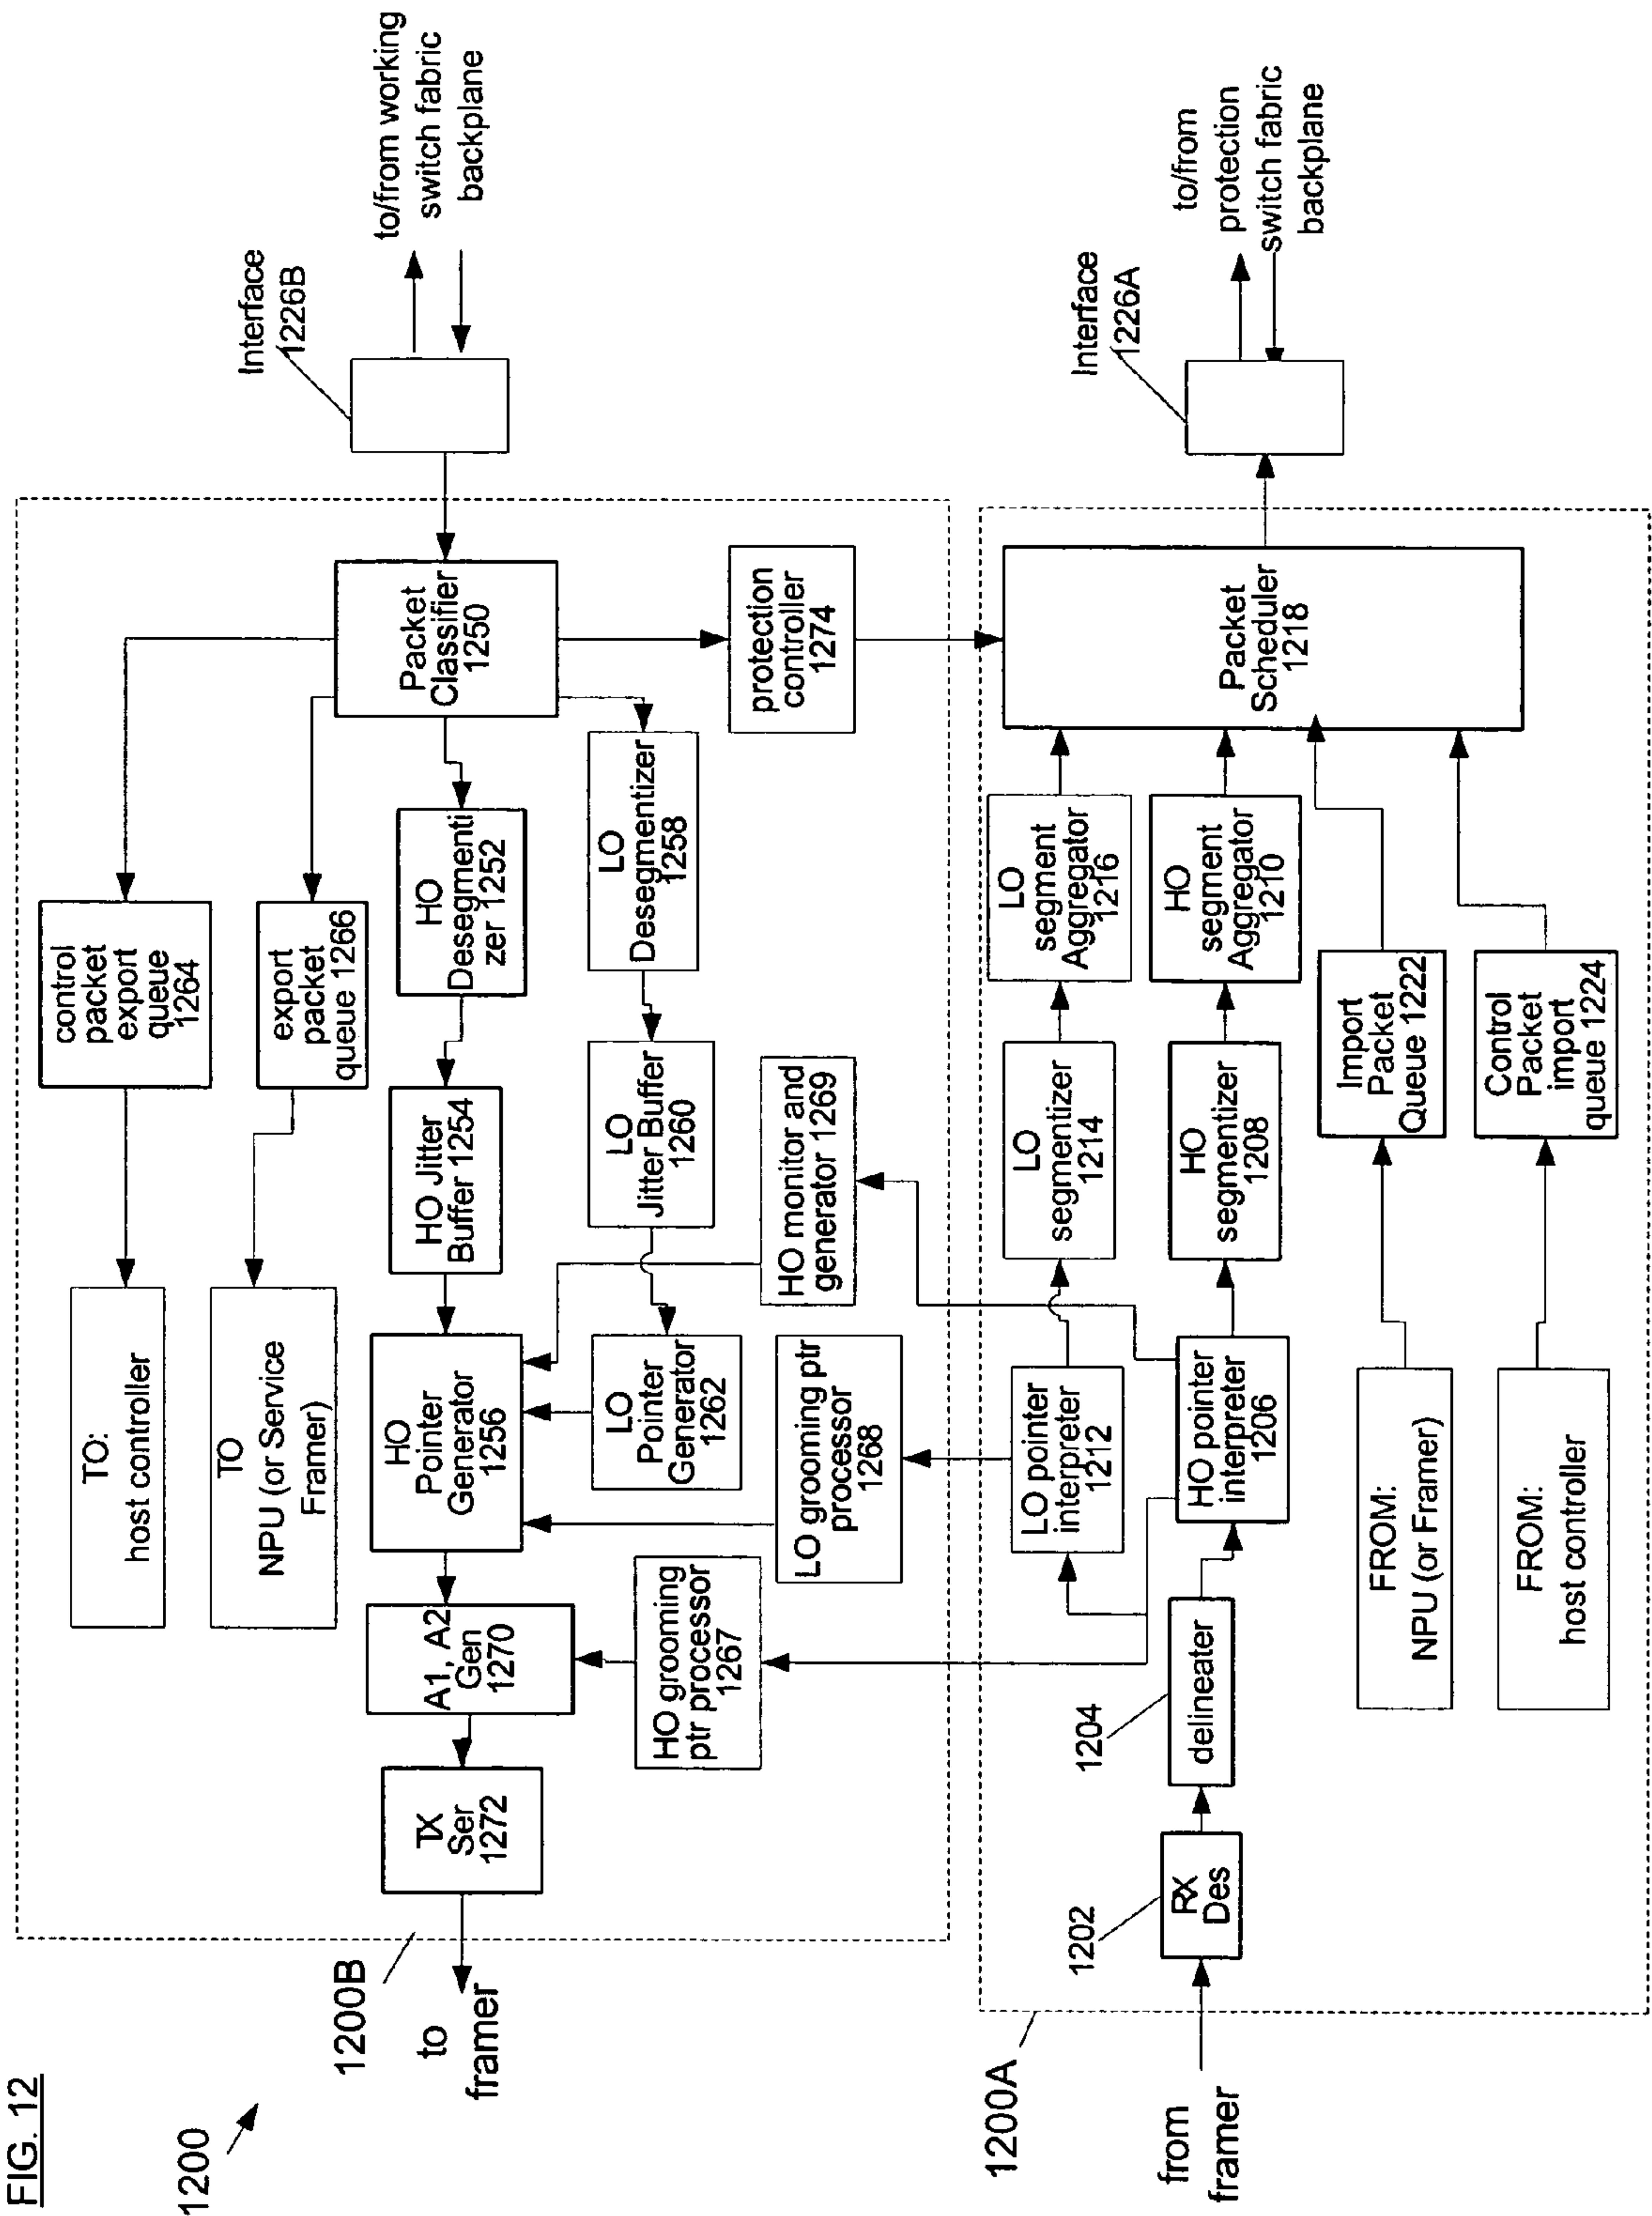 FIG. 12
1200
1200B
to
framer
TX
Ser
1272
A1, A2
Gen
1270
HO grooming
ptr processor
1267
TO:
host controller
TO
NPU (or Service
Framer)
HO
Pointer
Generator
1256
LO
Pointer
Generator
1262
LO grooming ptr
processor
1268
control
packet
export
queue
1264
export
packet
queue 1266
HO Jitter
Buffer 1254
LO
Jitter Buffer
1260
HO monitor and
generator 1269
HO
Desegmenti
zer 1252
LO
Desegmentizer
1258
Packet
Classifier
1250
protection
controller
1274
Interface
1226B
to/from working
switch fabric
backplane
1200A
from
framer
1202
RX
Des
1204
delineater
LO pointer
interpreter
1212
HO pointer
interpreter
1206
FROM:
NPU (or Framer)
FROM:
host controller
LO
segmentizer
1214
HO
segmentizer
1208
Import
Packet
Queue 1222
Control
Packet
import
queue 1224
LO
segment
Aggregator
1216
HO
segment
Aggregator
1210
Packet
Scheduler
1218
Interface
1226A
to/from
protection
switch fabric
backplane